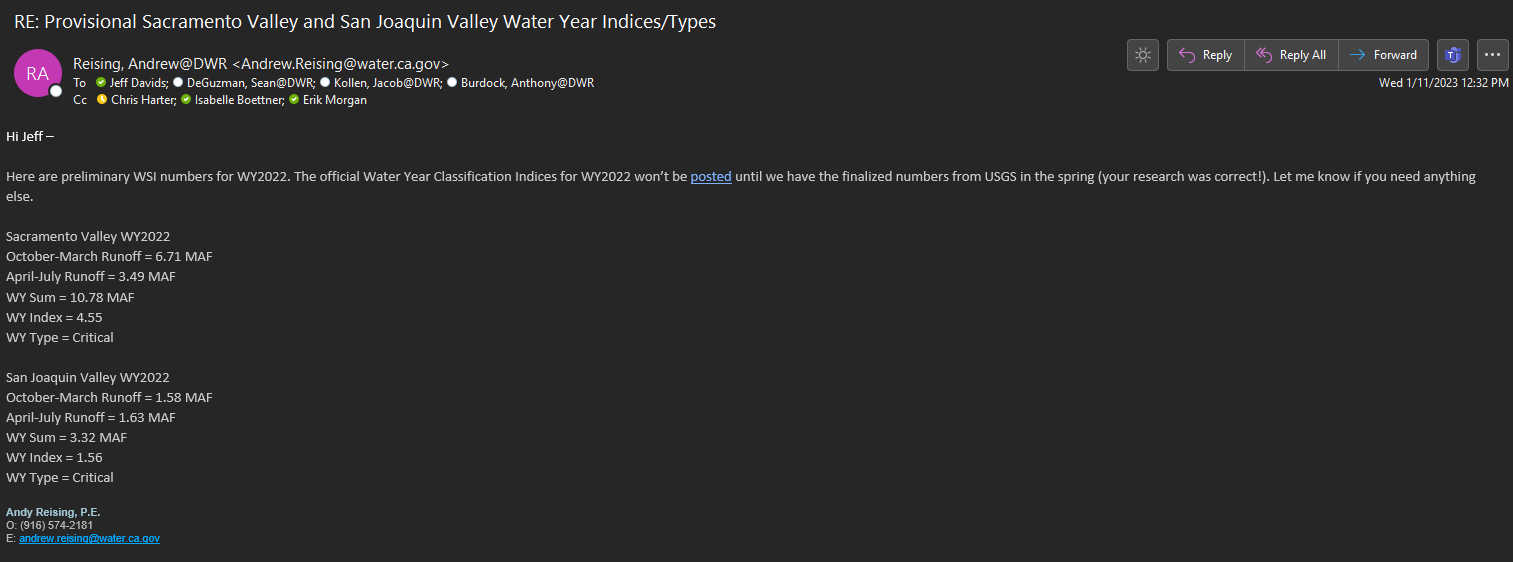 RE: Provisional Sacramento Valley and San Joaquin Valley Water Year Indices/Types
RA
Reising, Andrew@DWR <Andrew.Reising@water.ca.gov>
To Jeff Davids; DeGuzman, Sean@DWR; Kollen, Jacob@DWR; Burdock, Anthony@DWR
Cc Chris Harter; Isabelle Boettner; Erik Morgan
Reply
Reply All
Forward
Wed 1/11/2023 12:32 PM
Hi Jeff –
Here are preliminary WSI numbers for WY2022. The official Water Year Classification Indices for WY2022 won't be posted until we have the finalized numbers from USGS in the spring (your research was correct!). Let me know if you need anything
else.
Sacramento Valley WY2022
October-March Runoff = 6.71 MAF
April-July Runoff = 3.49 MAF
WY Sum = 10.78 MAF
WY Index = 4.55
WY Type = Critical
San Joaquin Valley WY2022
October-March Runoff = 1.58 MAF
April-July Runoff = 1.63 MAF
WY Sum = 3.32 MAF
WY Index = 1.56
WY Type = Critical
Andy Reising, P.E.
O: (916) 574-2181
E: andrew.reising@water.ca.gov